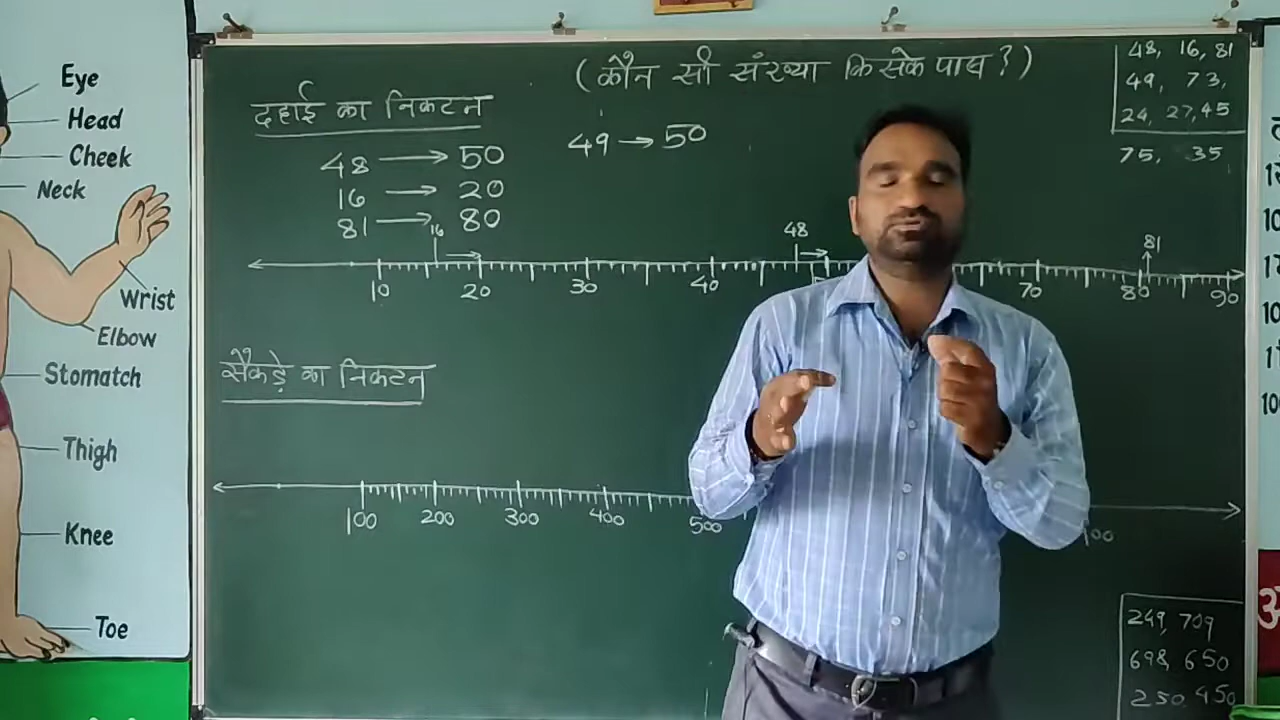 Eye
Head
Cheek
Neck
Wrist
Elbow
Stomatch
Thigh
Knee
Toe
(कौन सी संख्या किसके पास ?)
दहाई का निकटन
48 → 50
16 → 20
81 → 80
49 → 50
48, 16, 81
49, 73,
24, 27, 45
75, 35
16 48 81
10 20 30 40 70 80 90
सैकड़े का निकटन
100 200 300 400 500
249, 709
698, 650
250 450